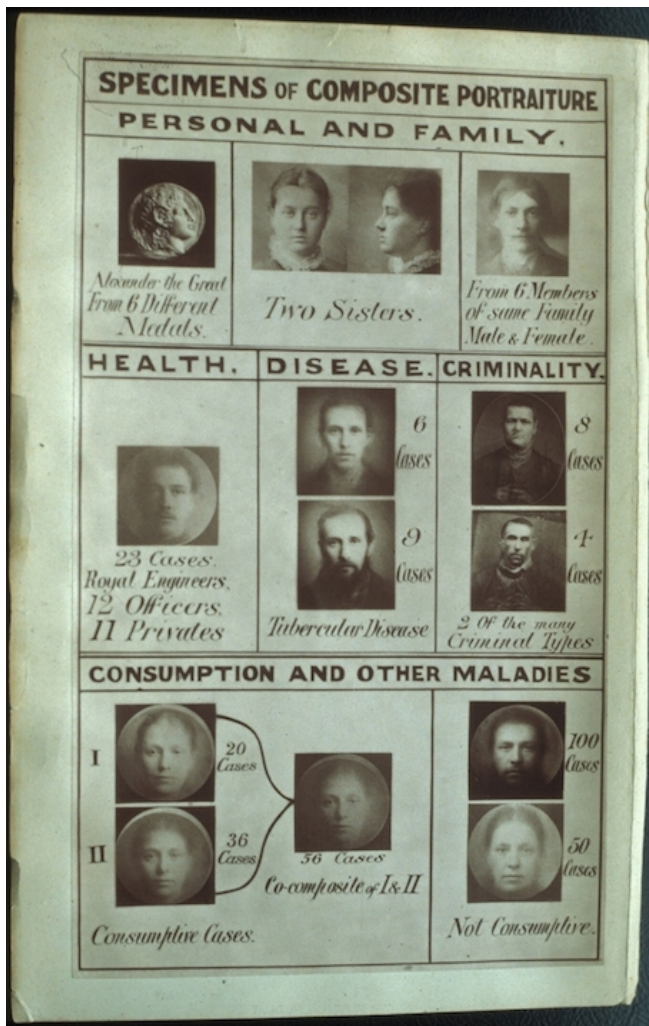 SPECIMENS OF COMPOSITE PORTRAITURE
PERSONAL AND FAMILY.
Alexander the Great
From 6 Different
Medals.
Two Sisters.
From 6 Members
of same Family
Male & Female.
HEALTH.
DISEASE.
CRIMINALITY.
23 Cases.
Royal Engineers.
12 Officers.
11 Privates
6
Cases
9
Cases
Tubercular Disease
8
Cases
4
Cases
2 Of the many
Criminal Types
CONSUMPTION AND OTHER MALADIES
I
20
Cases
II
36
Cases
Consumptive Cases.
56 Cases
Co-composite of I & II
100
Cases
50
Cases
Not Consumptive.